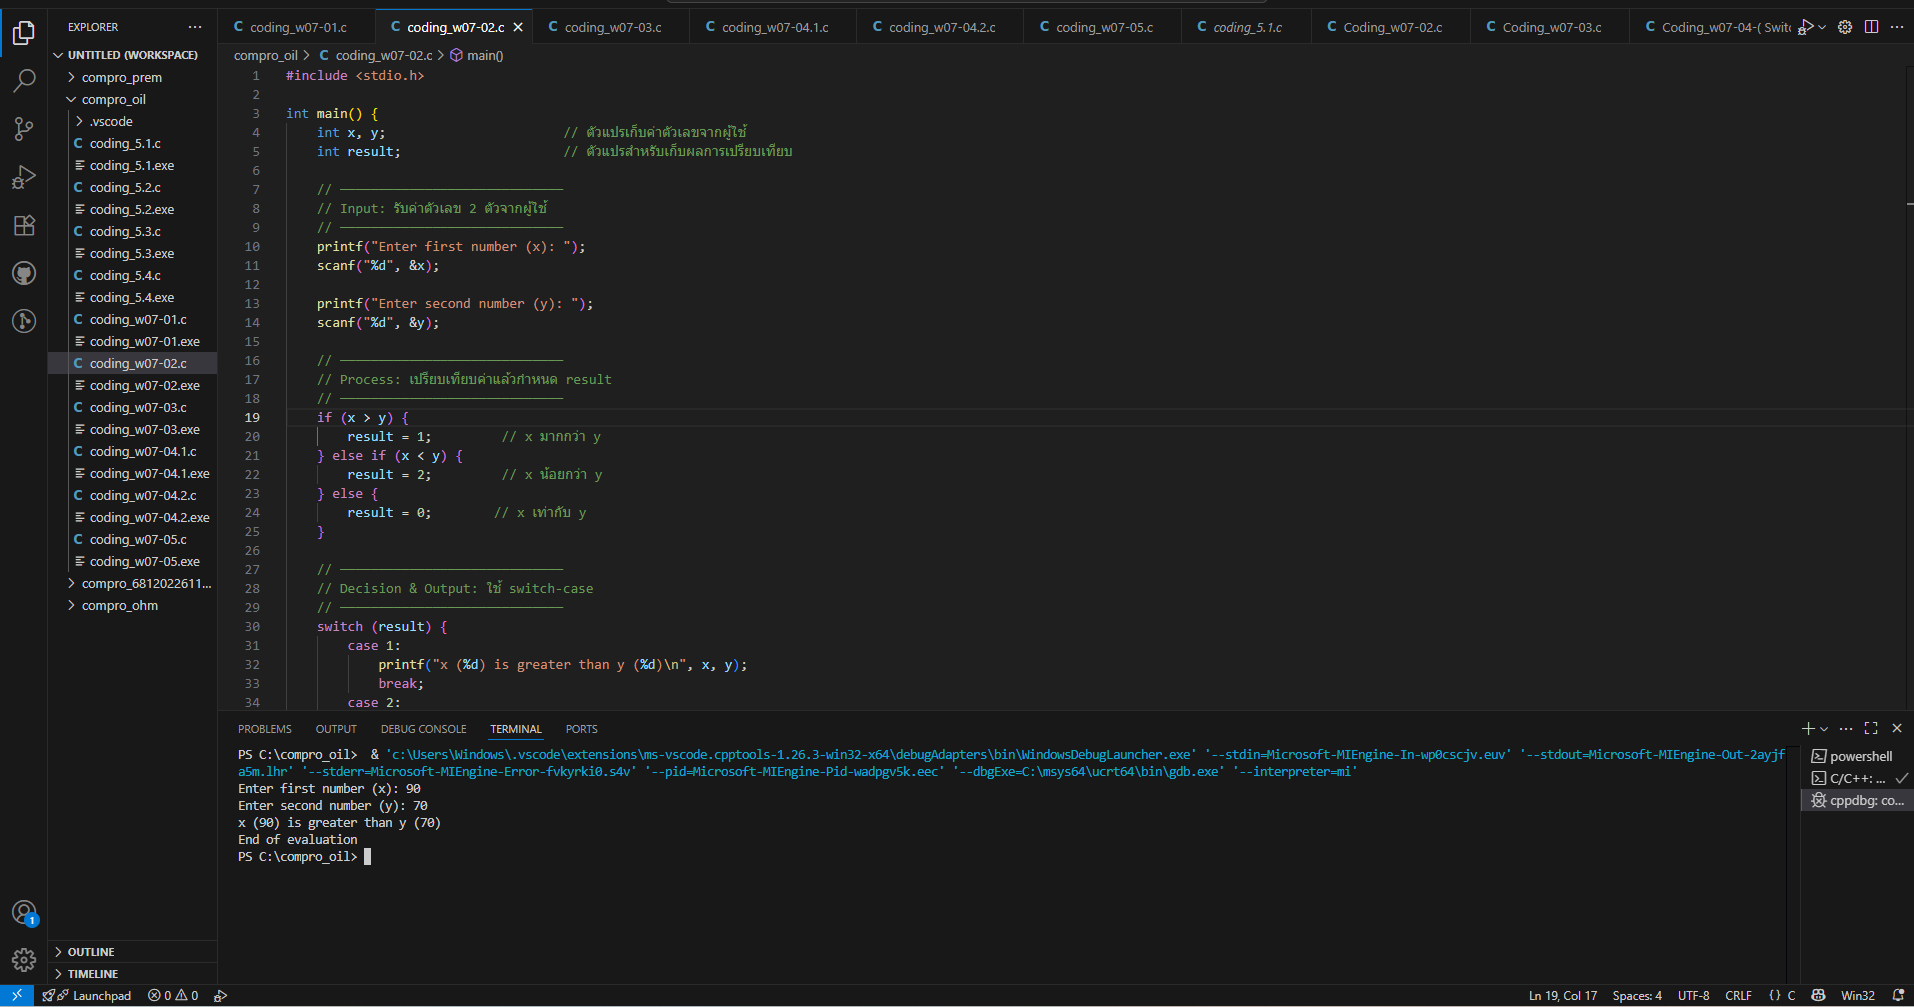 EXPLORER
UNTITLED (WORKSPACE)
compro_prem
compro_oil
.vscode
C coding_5.1.c
coding_5.1.exe
C coding_5.2.c
coding_5.2.exe
C coding_5.3.c
coding_5.3.exe
C coding_5.4.c
coding_5.4.exe
C coding_w07-01.c
coding_w07-01.exe
C coding_w07-02.c
coding_w07-02.exe
C coding_w07-03.c
coding_w07-03.exe
C coding_w07-04.1.c
coding_w07-04.1.exe
C coding_w07-04.2.c
coding_w07-04.2.exe
C coding_w07-05.c
coding_w07-05.exe
compro_6812022611...
compro_ohm
OUTLINE
TIMELINE
C coding_w07-01.c C coding_w07-02.c C coding_w07-03.c C coding_w07-04.1.c C coding_w07-04.2.c C coding_w07-05.c C coding_5.1.c C Coding_w07-02.c C Coding_w07-03.c C Coding_w07-04-( Switc
compro_oil > C coding_w07-02.c > main()
1 #include <stdio.h>
2
3 int main() {
4 int x, y; // ตัวแปรเก็บค่าตัวเลขจากผู้ใช้
5 int result; // ตัวแปรสำหรับเก็บผลการเปรียบเทียบ
6
7 // ─────────────────────────────
8 // Input: รับค่าตัวเลข 2 ตัวจากผู้ใช้
9 // ─────────────────────────────
10 printf("Enter first number (x): ");
11 scanf("%d", &x);
12
13 printf("Enter second number (y): ");
14 scanf("%d", &y);
15
16 // ─────────────────────────────
17 // Process: เปรียบเทียบค่าแล้วกำหนด result
18 // ─────────────────────────────
19 if (x > y) {
20 result = 1; // x มากกว่า y
21 } else if (x < y) {
22 result = 2; // x น้อยกว่า y
23 } else {
24 result = 0; // x เท่ากับ y
25 }
26
27 // ─────────────────────────────
28 // Decision & Output: ใช้ switch-case
29 // ─────────────────────────────
30 switch (result) {
31 case 1:
32 printf("x (%d) is greater than y (%d)\n", x, y);
33 break;
34 case 2:
PROBLEMS OUTPUT DEBUG CONSOLE TERMINAL PORTS
PS C:\compro_oil> & 'c:\Users\Windows\.vscode\extensions\ms-vscode.cpptools-1.26.3-win32-x64\debugAdapters\bin\WindowsDebugLauncher.exe' '--stdin=Microsoft-MIEngine-In-wp0cscjv.euv' '--stdout=Microsoft-MIEngine-Out-2ayjf
a5m.lhr' '--stderr=Microsoft-MIEngine-Error-fvkyrki0.s4v' '--pid=Microsoft-MIEngine-Pid-wadpgv5k.eec' '--dbgExe=C:\msys64\ucrt64\bin\gdb.exe' '--interpreter=mi'
Enter first number (x): 90
Enter second number (y): 70
x (90) is greater than y (70)
End of evaluation
PS C:\compro_oil>
powershell
C/C++: ...
cppdbg: co...
1
Launchpad 0 0
Ln 19, Col 17 Spaces: 4 UTF-8 CRLF {} C Win32